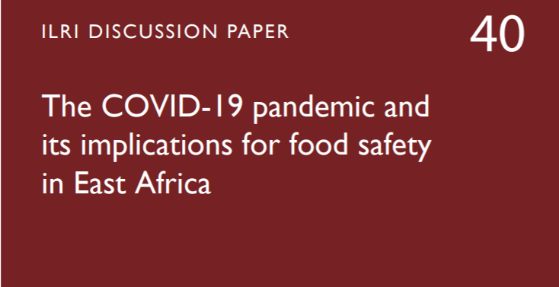 ILRI DISCUSSION PAPER
40
The COVID-19 pandemic and
its implications for food safety
in East Africa